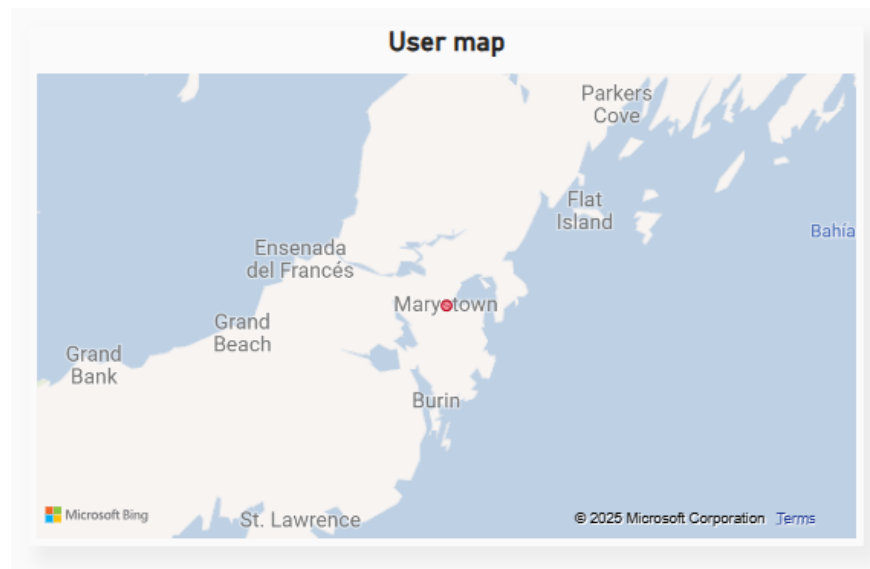 User map
Parkers
Cove
Flat
Island
Bahía
Ensenada
del Francés
Marystown
Grand
Beach
Grand
Bank
Burin
St. Lawrence
Microsoft Bing
© 2025 Microsoft Corporation Terms